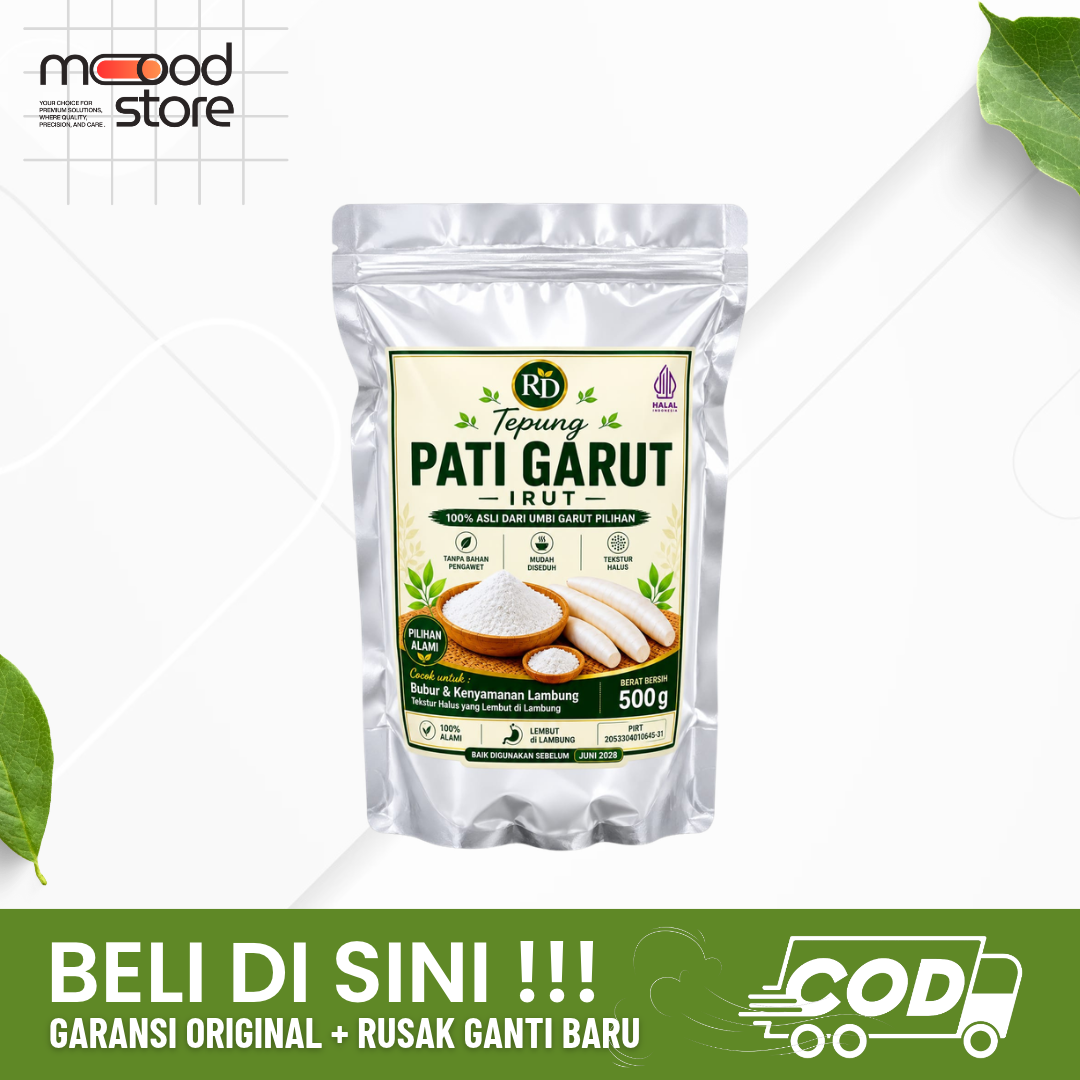 mood
store
YOUR CHOICE FOR
PREMIUM SOLUTIONS,
WHERE QUALITY,
PRECISION, AND CARE.
RD
HALAL
INDONESIA
Tepung
PATI GARUT
IRUT
100% ASLI DARI UMBI GARUT PILIHAN
TANPA BAHAN
PENGAWET
MUDAH
DISEDUH
TEKSTUR
HALUS
PILIHAN
ALAMI
Cocok untuk :
Bubur & Kenyamanan Lambung
Tekstur Halus yang Lembut di Lambung
BERAT BERSIH
500 g
100%
ALAMI
LEMBUT
di LAMBUNG
PIRT
2053304010645-31
BAIK DIGUNAKAN SEBELUM JUNI 2028
BELI DI SINI !!!
GARANSI ORIGINAL + RUSAK GANTI BARU
COD